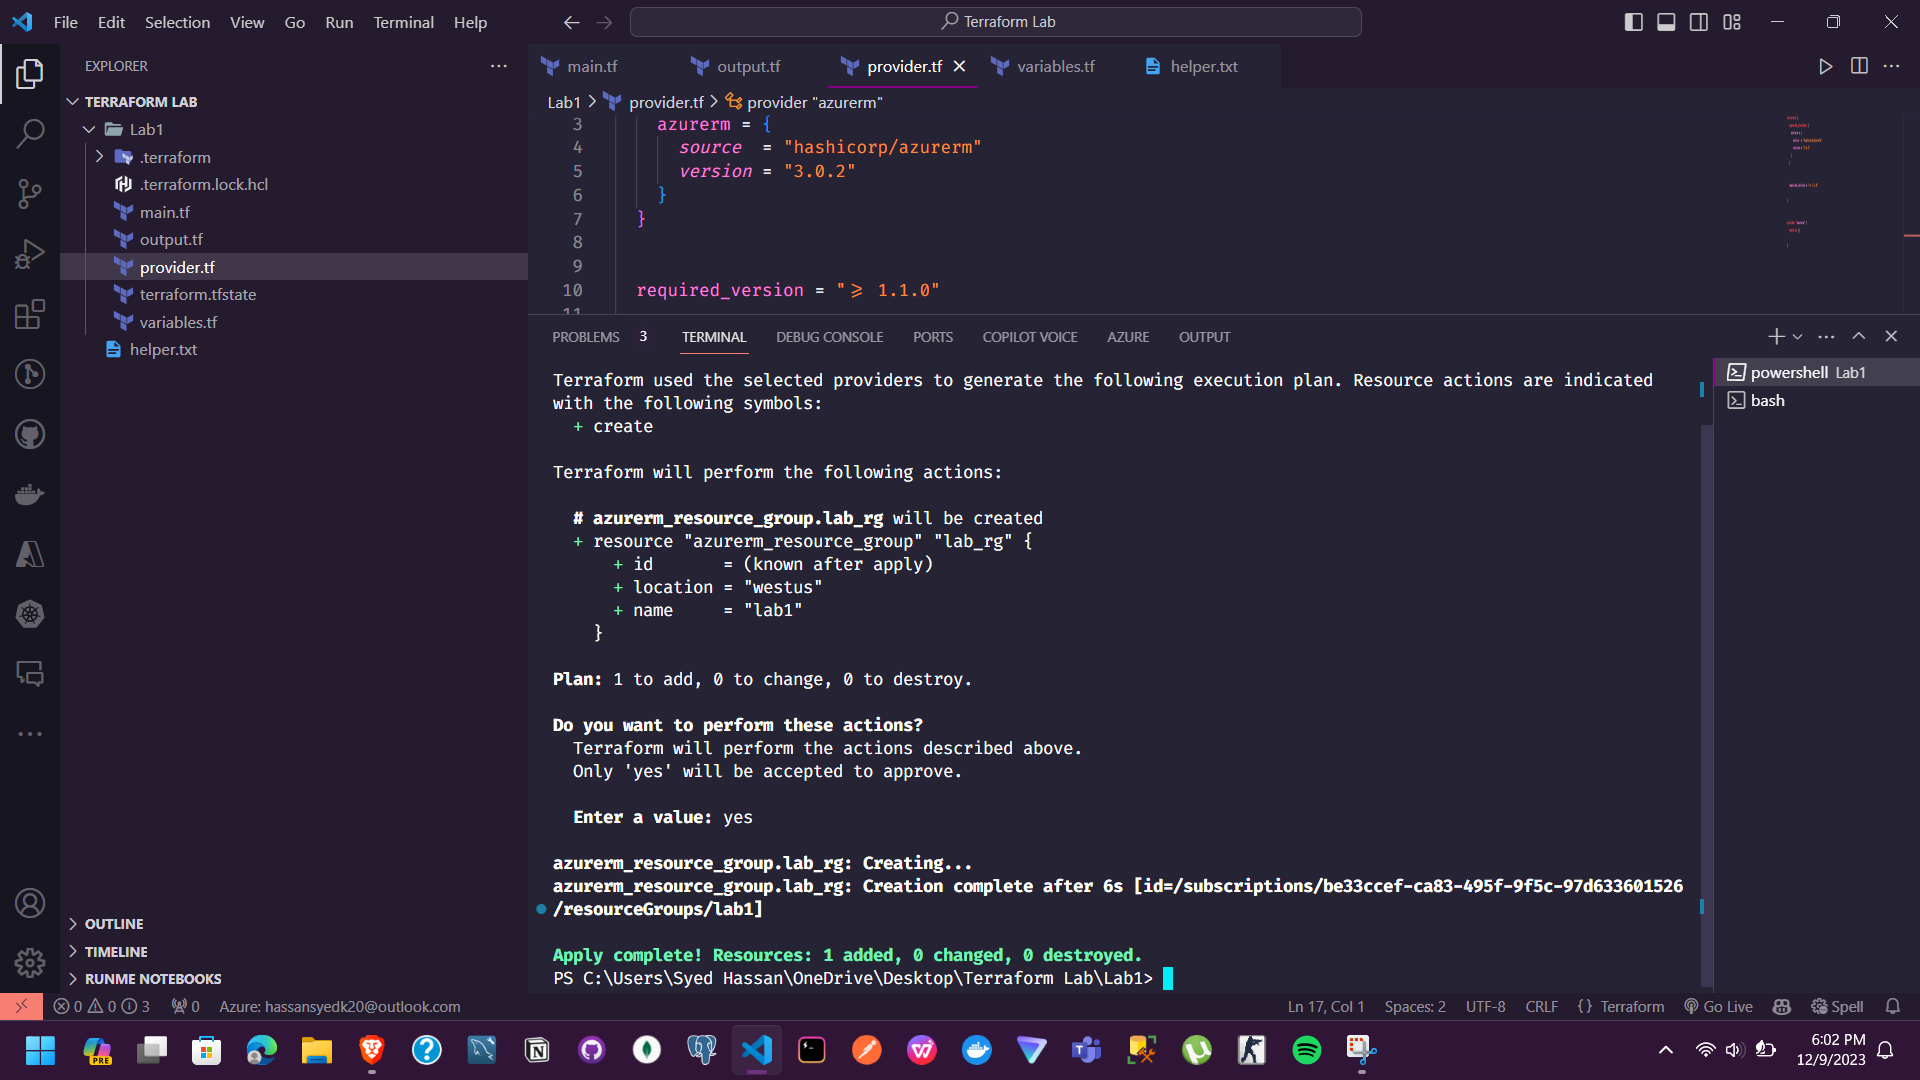 File Edit Selection View Go Run Terminal Help
Terraform Lab
EXPLORER
TERRAFORM LAB
Lab1
.terraform
.terraform.lock.hcl
main.tf
output.tf
provider.tf
terraform.tfstate
variables.tf
helper.txt
OUTLINE
TIMELINE
RUNME NOTEBOOKS
main.tf output.tf provider.tf variables.tf helper.txt
Lab1 > provider.tf > provider "azurerm"
3 azurerm = {
4 source = "hashicorp/azurerm"
5 version = "3.0.2"
6 }
7 }
8
9
10 required_version = ">= 1.1.0"
11
PROBLEMS 3 TERMINAL DEBUG CONSOLE PORTS COPILOT VOICE AZURE OUTPUT
powershell Lab1
bash
Terraform used the selected providers to generate the following execution plan. Resource actions are indicated
with the following symbols:
+ create
Terraform will perform the following actions:
# azurerm_resource_group.lab_rg will be created
+ resource "azurerm_resource_group" "lab_rg" {
+ id = (known after apply)
+ location = "westus"
+ name = "lab1"
}
Plan: 1 to add, 0 to change, 0 to destroy.
Do you want to perform these actions?
Terraform will perform the actions described above.
Only 'yes' will be accepted to approve.
Enter a value: yes
azurerm_resource_group.lab_rg: Creating...
azurerm_resource_group.lab_rg: Creation complete after 6s [id=/subscriptions/be33ccef-ca83-495f-9f5c-97d633601526
/resourceGroups/lab1]
Apply complete! Resources: 1 added, 0 changed, 0 destroyed.
PS C:\Users\Syed Hassan\OneDrive\Desktop\Terraform Lab\Lab1>
0 0 3 0 Azure: hassansyedk20@outlook.com Ln 17, Col 1 Spaces: 2 UTF-8 CRLF {} Terraform Go Live Spell
PRE
6:02 PM
12/9/2023